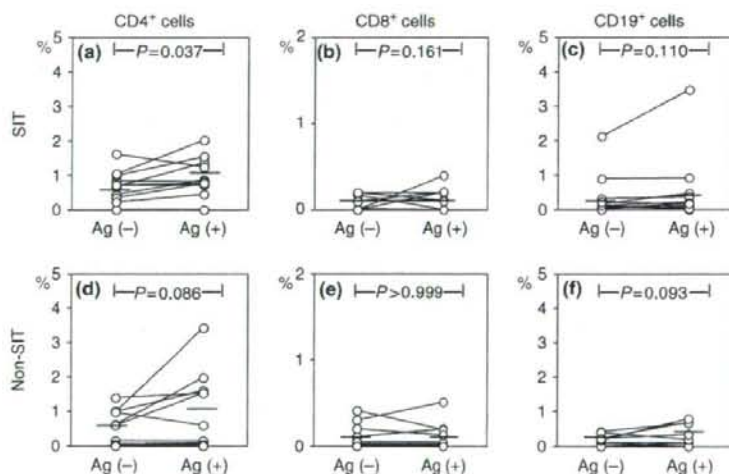 CD4⁺ cells CD8⁺ cells CD19⁺ cells
% 5 (a) P=0.037 2 (b) P=0.161 % 5 (c) P=0.110
4 4
3 3
SIT
2 1 2
1 1
0 0 0
Ag (–) Ag (+) Ag (–) Ag (+) Ag (–) Ag (+)
% 5 (d) P=0.086 % 2 (e) P>0.999 % 5 (f) P=0.093
4 4
3 3
Non-SIT
2 1 2
1 1
0 0 0
Ag (–) Ag (+) Ag (–) Ag (+) Ag (–) Ag (+)